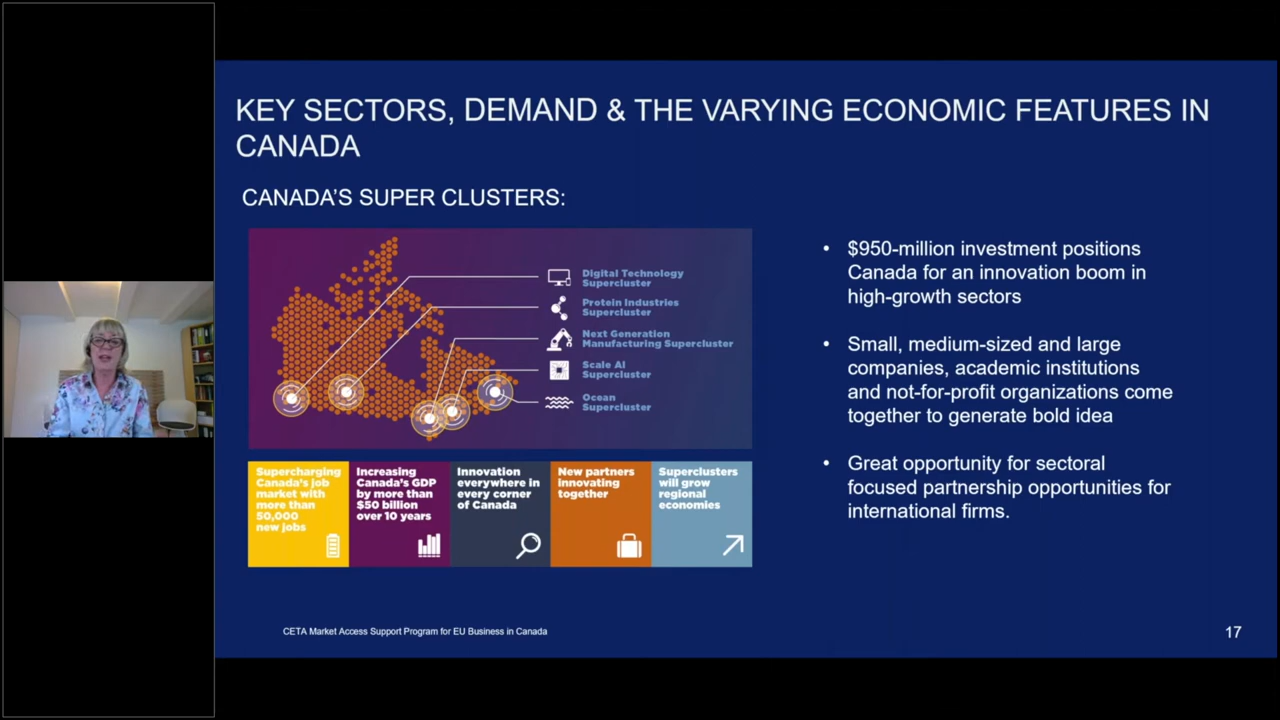 KEY SECTORS, DEMAND & THE VARYING ECONOMIC FEATURES IN
CANADA
CANADA'S SUPER CLUSTERS:
Digital Technology
Supercluster
Protein Industries
Supercluster
Next Generation
Manufacturing Supercluster
Scale AI
Supercluster
Ocean
Supercluster
Supercharging
Canada's job
market with
more than
50,000
new jobs
Increasing
Canada's GDP
by more than
$50 billion
over 10 years
Innovation
everywhere in
every corner
of Canada
New partners
innovating
together
Superclusters
will grow
regional
economies
• $950-million investment positions
Canada for an innovation boom in
high-growth sectors
• Small, medium-sized and large
companies, academic institutions
and not-for-profit organizations come
together to generate bold idea
• Great opportunity for sectoral
focused partnership opportunities for
international firms.
CETA Market Access Support Program for EU Business in Canada
17